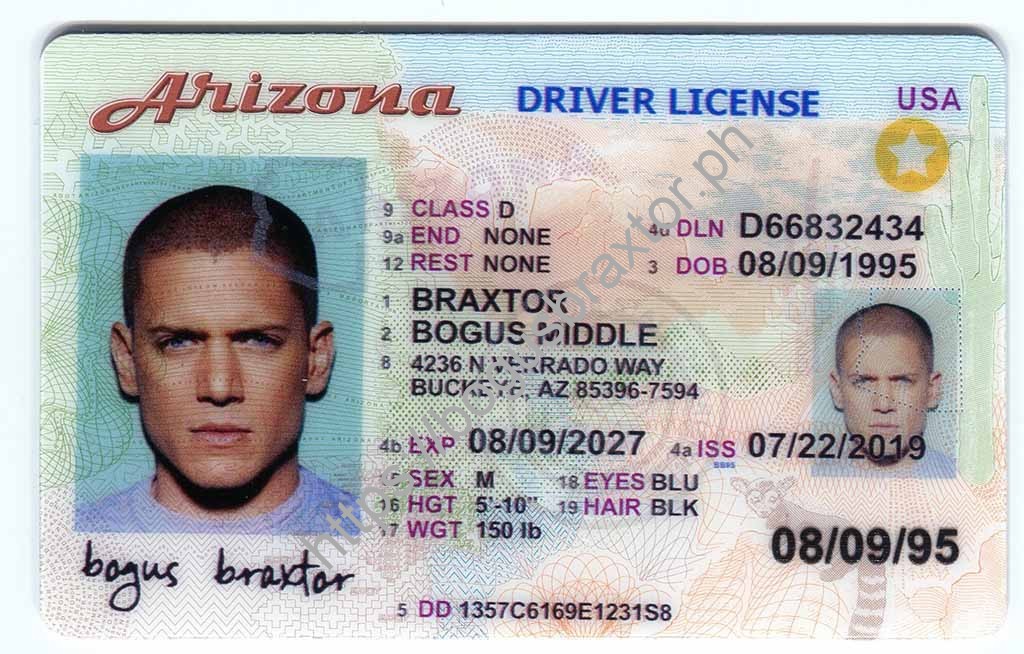 Arizona DRIVER LICENSE USA
9 CLASS D
9a END NONE 4d DLN D66832434
12 REST NONE 3 DOB 08/09/1995
1 BRAXTOR
2 BOGUS MIDDLE
8 4236 N VERRADO WAY
BUCKEYE, AZ 85396-7594
4b EXP 08/09/2027 4a ISS 07/22/2019
BB95
15 SEX M 18 EYES BLU
16 HGT 5'-10" 19 HAIR BLK
17 WGT 150 lb
08/09/95
bogus braxtor
5 DD 1357C6169E1231S8
braxtor.ph